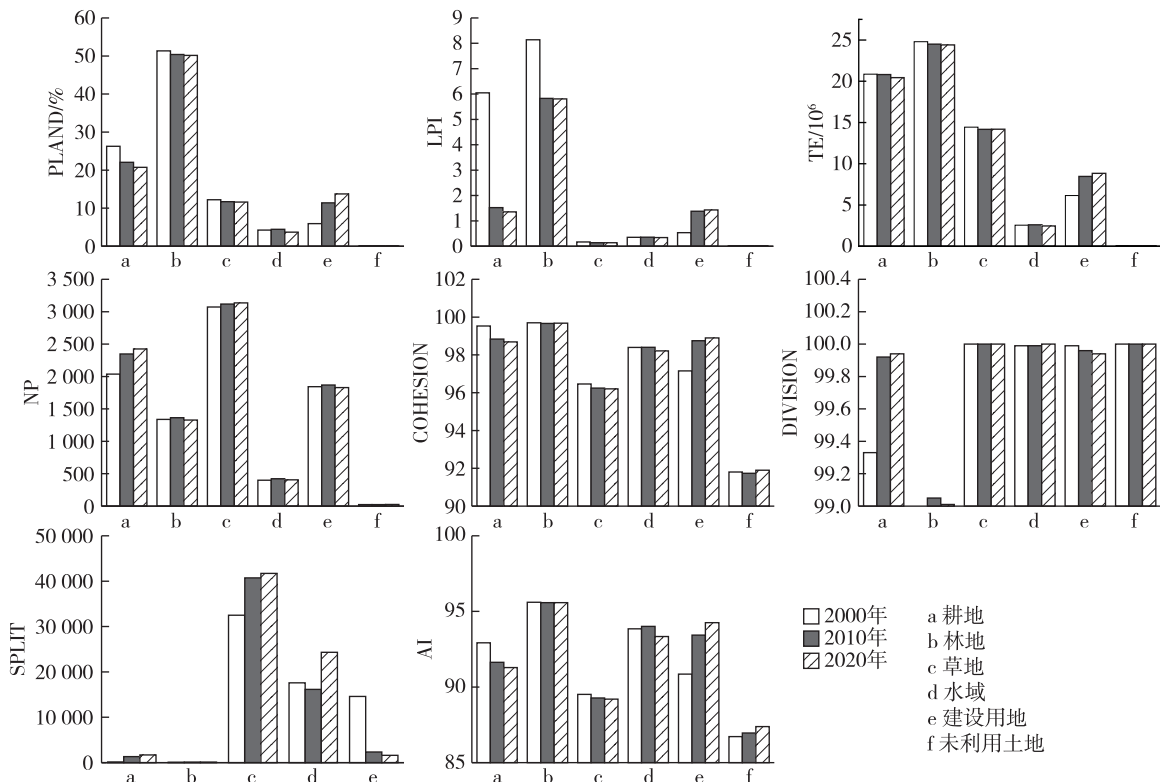 60
50
40
30
20
10
0
PLAND/%
a b c d e f
9
8
7
6
5
4
3
2
1
0
LPI
a b c d e f
25
20
15
10
5
0
TE/10⁶
a b c d e f
3 500
3 000
2 500
2 000
1 500
1 000
500
0
NP
a b c d e f
102
100
98
96
94
92
90
COHESION
a b c d e f
100.4
100.2
100.0
99.8
99.6
99.4
99.2
99.0
DIVISION
a b c d e f
50 000
40 000
30 000
20 000
10 000
0
SPLIT
a b c d e
100
95
90
85
AI
a b c d e f
2000年
2010年
2020年
a 耕地
b 林地
c 草地
d 水域
e 建设用地
f 未利用土地